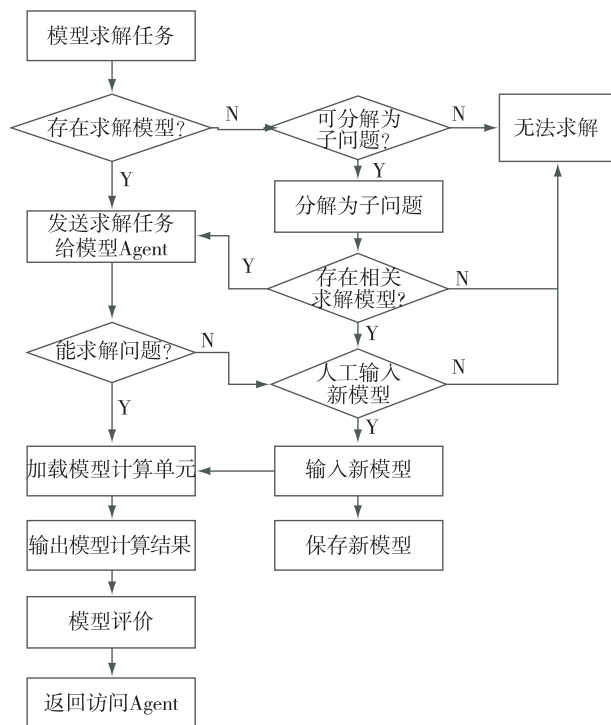 模型求解任务
存在求解模型?
N
可分解为
子问题?
N
无法求解
Y
Y
发送求解任务
给模型Agent
分解为子问题
Y
存在相关
求解模型?
N
Y
能求解问题?
N
人工输入
新模型
N
Y
Y
加载模型计算单元
输入新模型
输出模型计算结果
保存新模型
模型评价
返回访问Agent